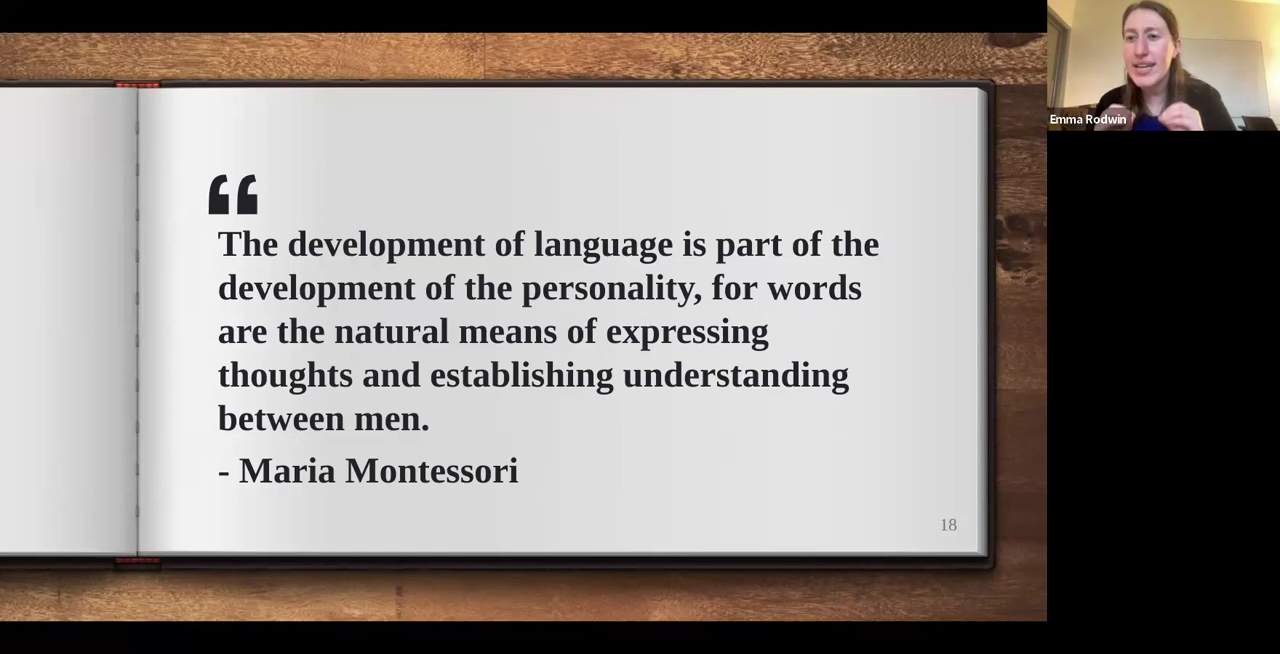 “
The development of language is part of the
development of the personality, for words
are the natural means of expressing
thoughts and establishing understanding
between men.
- Maria Montessori
18
Emma Rodwin